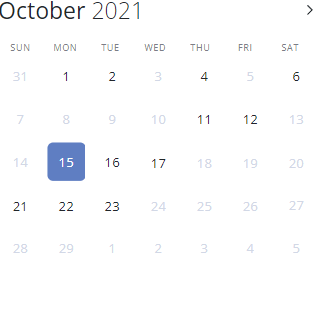 October 2021
SUN MON TUE WED THU FRI SAT
31 1 2 3 4 5 6
7 8 9 10 11 12 13
14 15 16 17 18 19 20
21 22 23 24 25 26 27
28 29 1 2 3 4 5